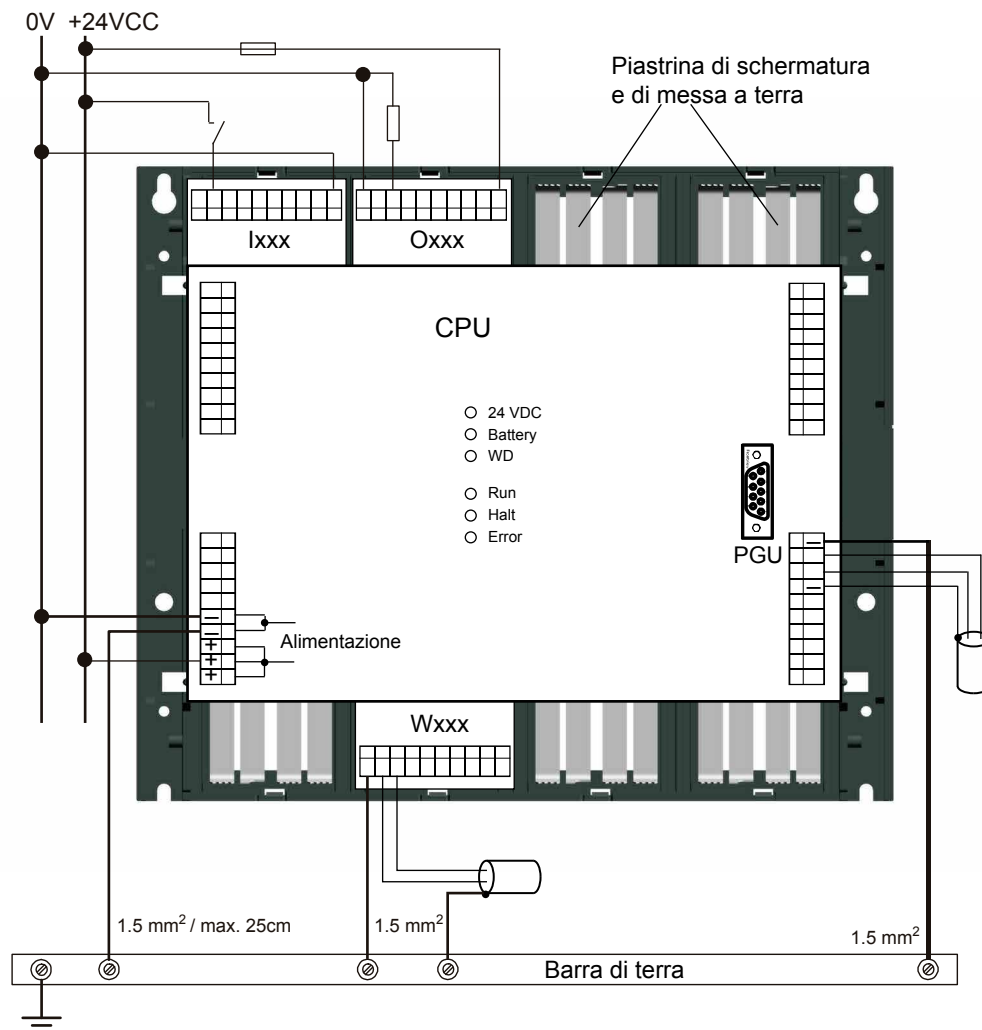 0V +24VCC
Piastrina di schermatura
e di messa a terra
Ixxx
Oxxx
CPU
24 VDC
Battery
WD
Run
Halt
Error
PGU
–
–
–
–
+
+
+
Alimentazione
Wxxx
1.5 mm² / max. 25cm
1.5 mm²
1.5 mm²
Barra di terra